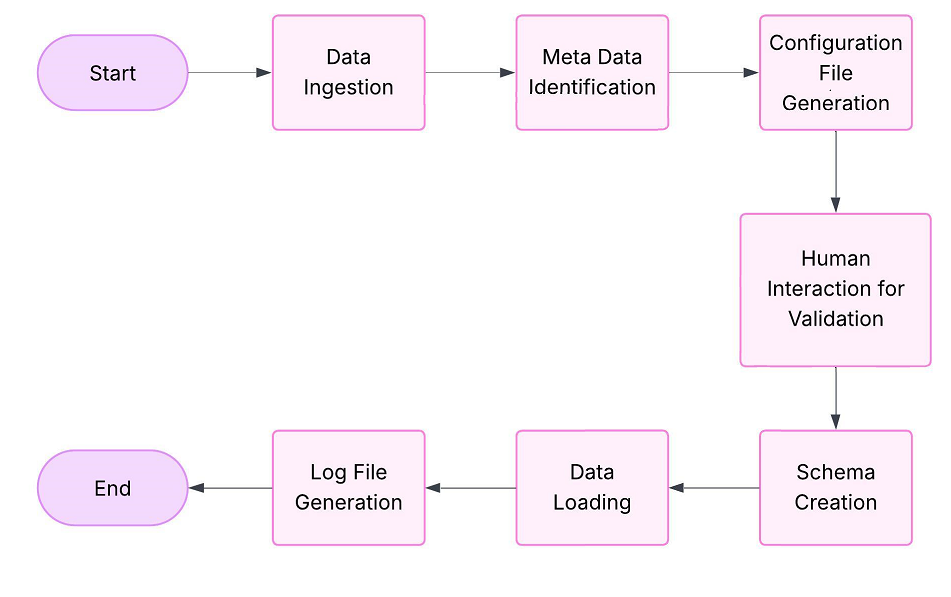 Start
Data
Ingestion
Meta Data
Identification
Configuration
File
Generation
Human
Interaction for
Validation
Schema
Creation
Data
Loading
Log File
Generation
End